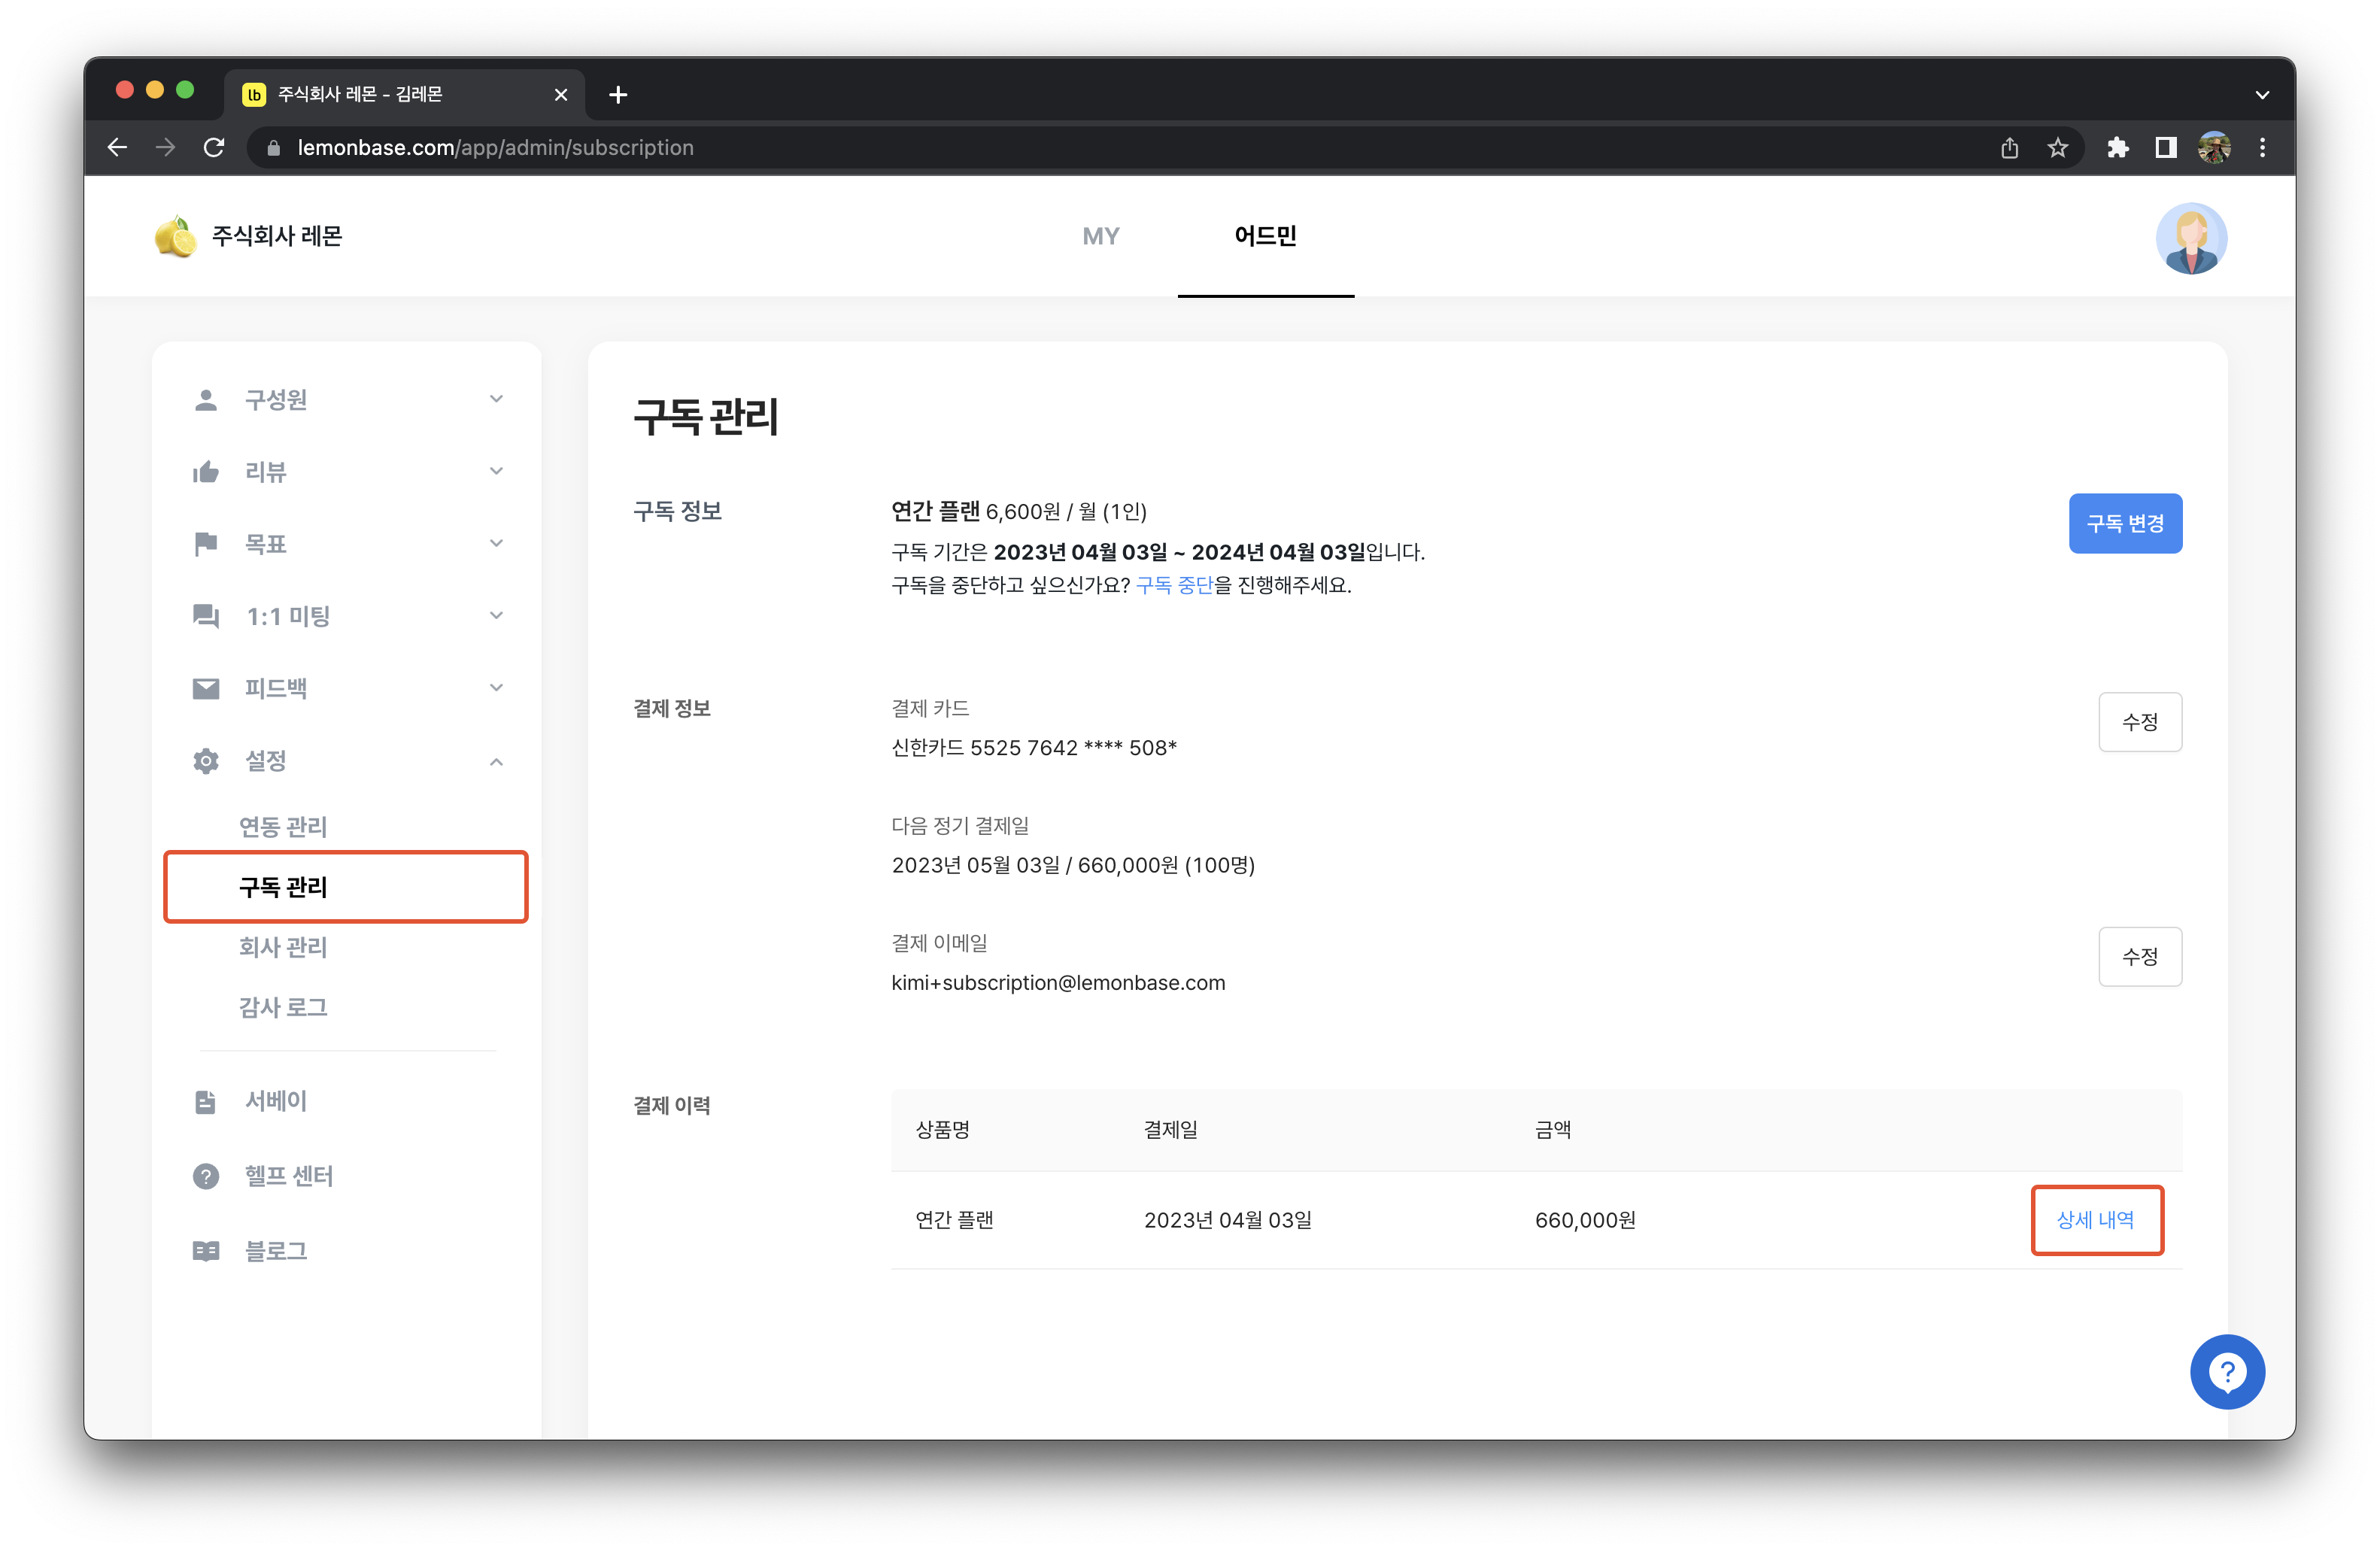 lb 주식회사 레몬 - 김레몬
lemonbase.com/app/admin/subscription
주식회사 레몬
MY
어드민
구성원
리뷰
목표
1:1 미팅
피드백
설정
연동 관리
구독 관리
회사 관리
감사 로그
서베이
헬프 센터
블로그
구독 관리
구독 정보
연간 플랜 6,600원 / 월 (1인)
구독 기간은 2023년 04월 03일 ~ 2024년 04월 03일입니다.
구독을 중단하고 싶으신가요? 구독 중단을 진행해주세요.
구독 변경
결제 정보
결제 카드
신한카드 5525 7642 **** 508*
수정
다음 정기 결제일
2023년 05월 03일 / 660,000원 (100명)
결제 이메일
kimi+subscription@lemonbase.com
수정
결제 이력
상품명 결제일 금액
연간 플랜 2023년 04월 03일 660,000원 상세 내역